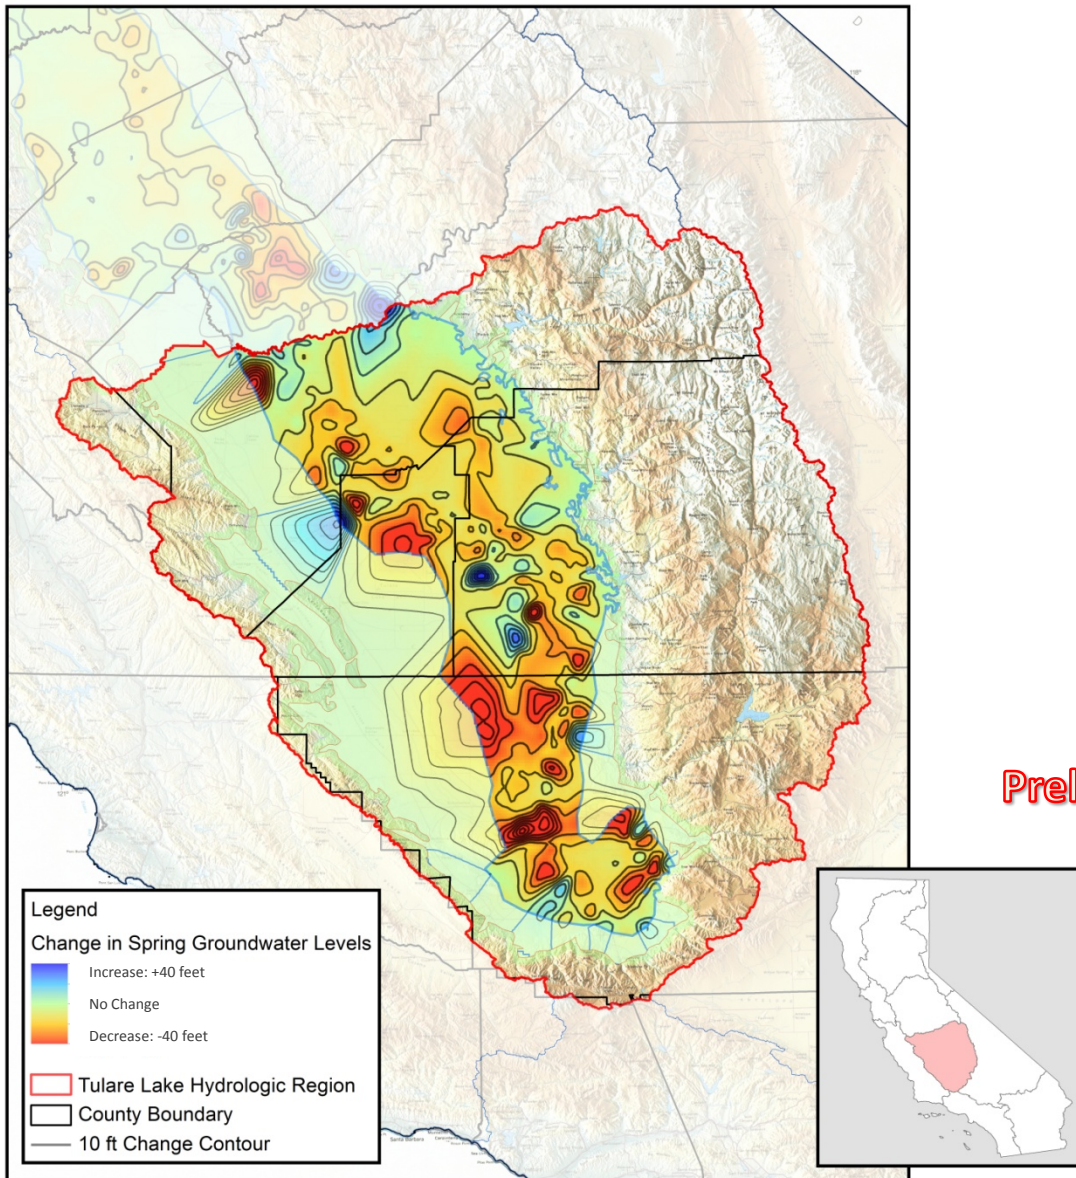 Prel
Legend
Change in Spring Groundwater Levels
Increase: +40 feet
No Change
Decrease: -40 feet
Tulare Lake Hydrologic Region
County Boundary
10 ft Change Contour